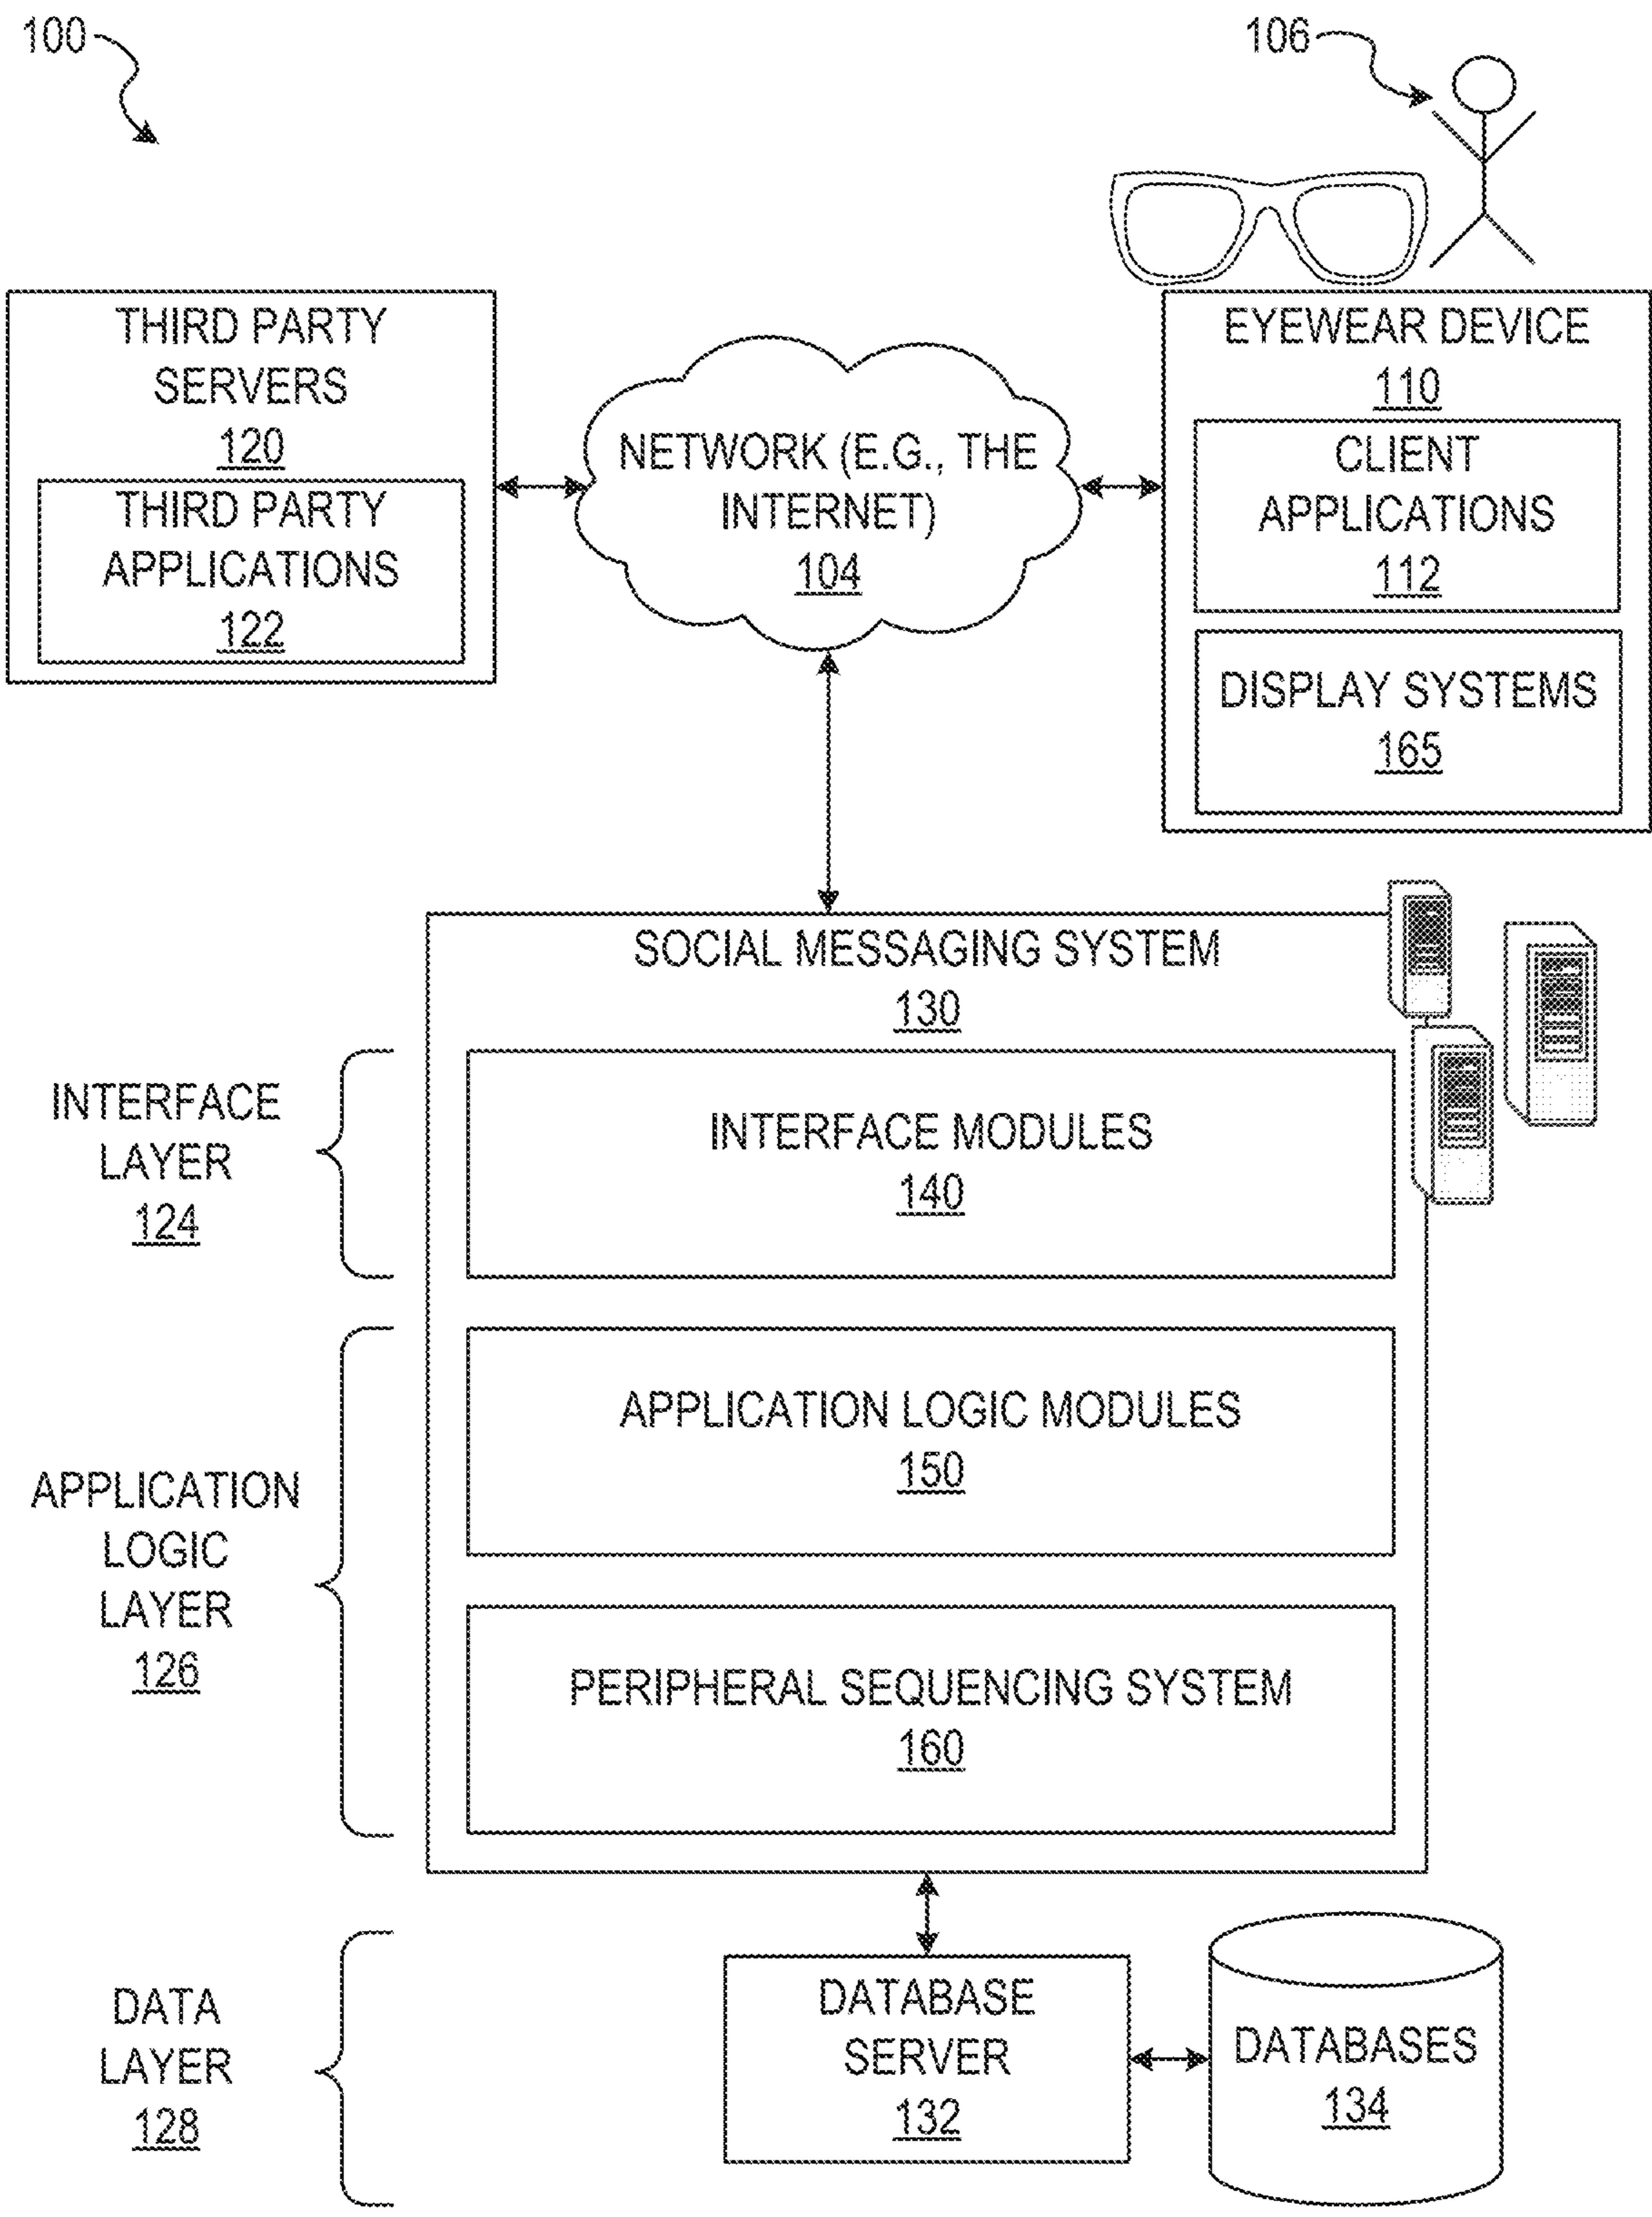 100
106
THIRD PARTY
SERVERS
120
THIRD PARTY
APPLICATIONS
122
NETWORK (E.G., THE
INTERNET)
104
EYEWEAR DEVICE
110
CLIENT
APPLICATIONS
112
DISPLAY SYSTEMS
165
SOCIAL MESSAGING SYSTEM
130
INTERFACE
LAYER
124
INTERFACE MODULES
140
APPLICATION
LOGIC
LAYER
126
APPLICATION LOGIC MODULES
150
PERIPHERAL SEQUENCING SYSTEM
160
DATA
LAYER
128
DATABASE
SERVER
132
DATABASES
134